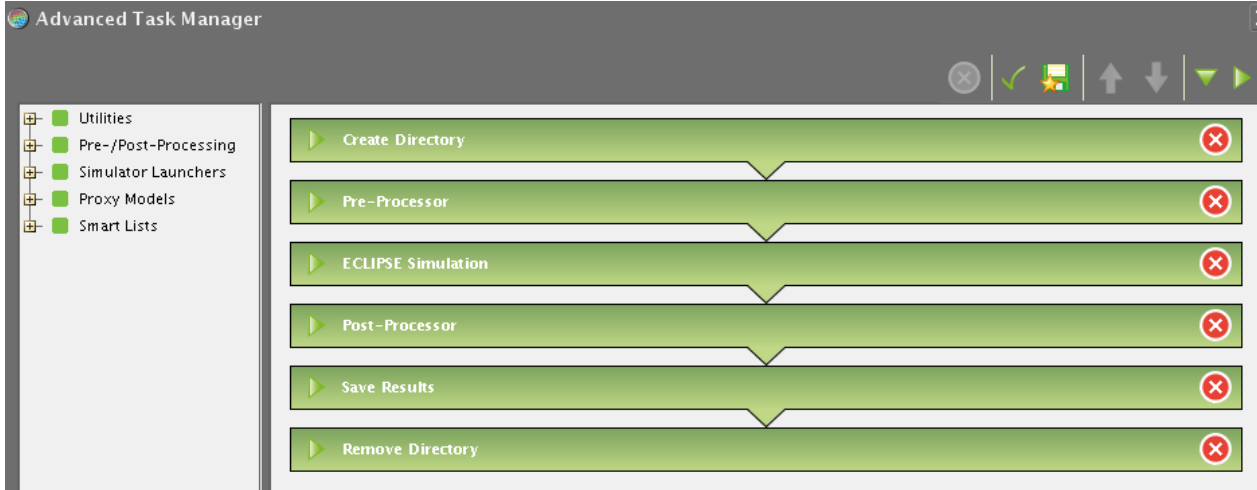 Advanced Task Manager
Utilities
Pre-/Post-Processing
Simulator Launchers
Proxy Models
Smart Lists
Create Directory
Pre-Processor
ECLIPSE Simulation
Post-Processor
Save Results
Remove Directory